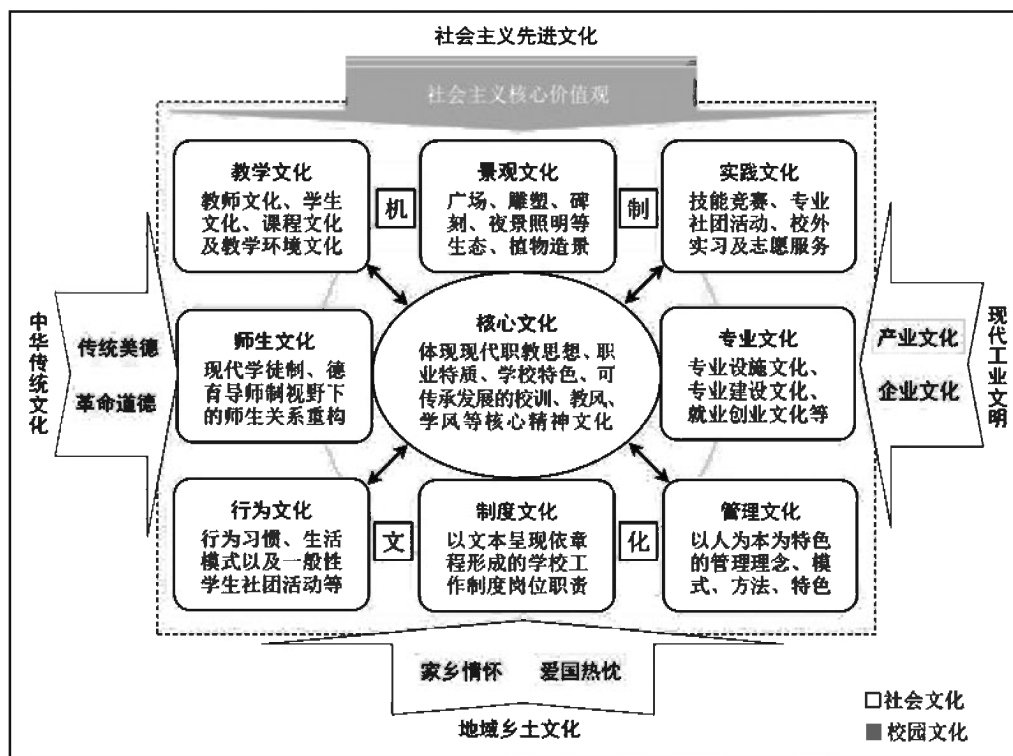 社会主义先进文化
社会主义核心价值观
教学文化
教师文化、学生
文化、课程文化
及教学环境文化
机
景观文化
广场、雕塑、碑
刻、夜景照明等
生态、植物造景
制
实践文化
技能竞赛、专业
社团活动、校外
实习及志愿服务
中华传统文化
传统美德
革命道德
师生文化
现代学徒制、德
育导师制视野下
的师生关系重构
核心文化
体现现代职教思想、职
业特质、学校特色、可
传承发展的校训、教风、
学风等核心精神文化
专业文化
专业设施文化、
专业建设文化、
就业创业文化等
产业文化
企业文化
现代工业文明
行为文化
行为习惯、生活
模式以及一般性
学生社团活动等
文
制度文化
以文本呈现依章
程形成的学校工
作制度岗位职责
化
管理文化
以人为本为特色
的管理理念、模
式、方法、特色
家乡情怀 爱国热忱
地域乡土文化
社会文化
校园文化